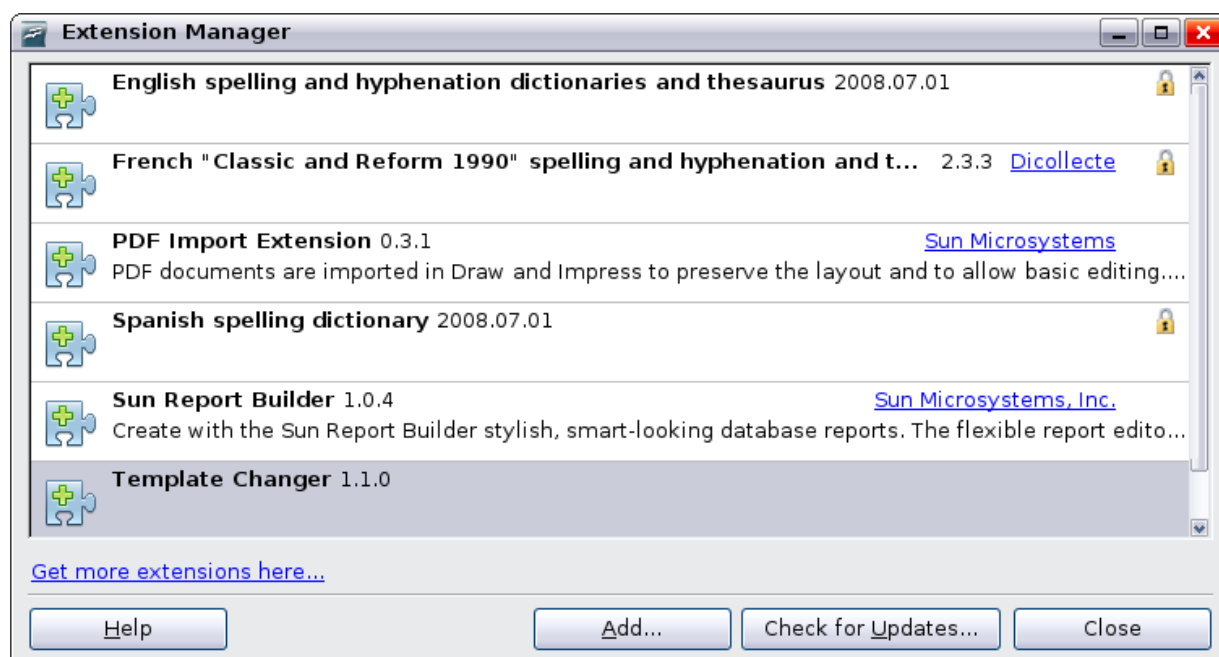 Extension Manager
English spelling and hyphenation dictionaries and thesaurus 2008.07.01
French "Classic and Reform 1990" spelling and hyphenation and t... 2.3.3 Dicollecte
PDF Import Extension 0.3.1 Sun Microsystems
PDF documents are imported in Draw and Impress to preserve the layout and to allow basic editing....
Spanish spelling dictionary 2008.07.01
Sun Report Builder 1.0.4 Sun Microsystems, Inc.
Create with the Sun Report Builder stylish, smart-looking database reports. The flexible report edito...
Template Changer 1.1.0
Get more extensions here...
Help Add... Check for Updates... Close